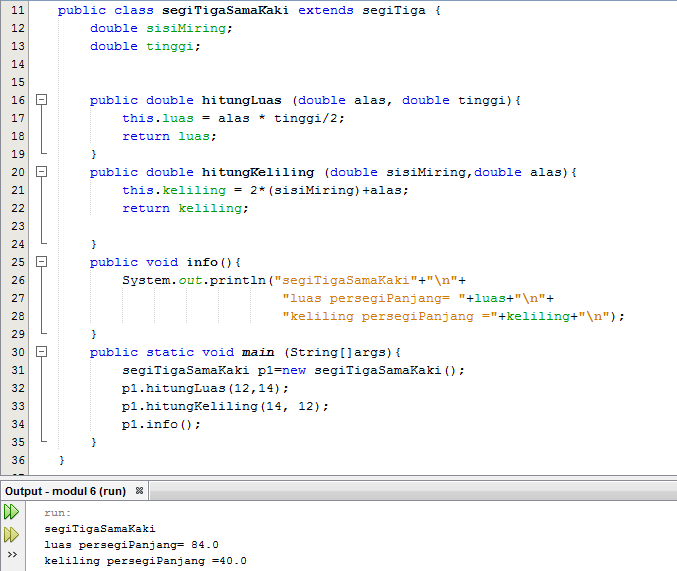 11 public class segiTigaSamaKaki extends segiTiga {
12 double sisiMiring;
13 double tinggi;
14
15
16 public double hitungLuas (double alas, double tinggi){
17 this.luas = alas * tinggi/2;
18 return luas;
19 }
20 public double hitungKeliling (double sisiMiring,double alas){
21 this.keliling = 2*(sisiMiring)+alas;
22 return keliling;
23
24 }
25 public void info(){
26 System.out.println("segiTigaSamaKaki"+"\n"+
27 "luas persegiPanjang= "+luas+"\n"+
28 "keliling persegiPanjang ="+keliling+"\n");
29 }
30 public static void main (String[]args){
31 segiTigaSamaKaki p1=new segiTigaSamaKaki();
32 p1.hitungLuas(12,14);
33 p1.hitungKeliling(14, 12);
34 p1.info();
35 }
36 }
Output - modul 6 (run)
run:
segiTigaSamaKaki
luas persegiPanjang= 84.0
keliling persegiPanjang =40.0